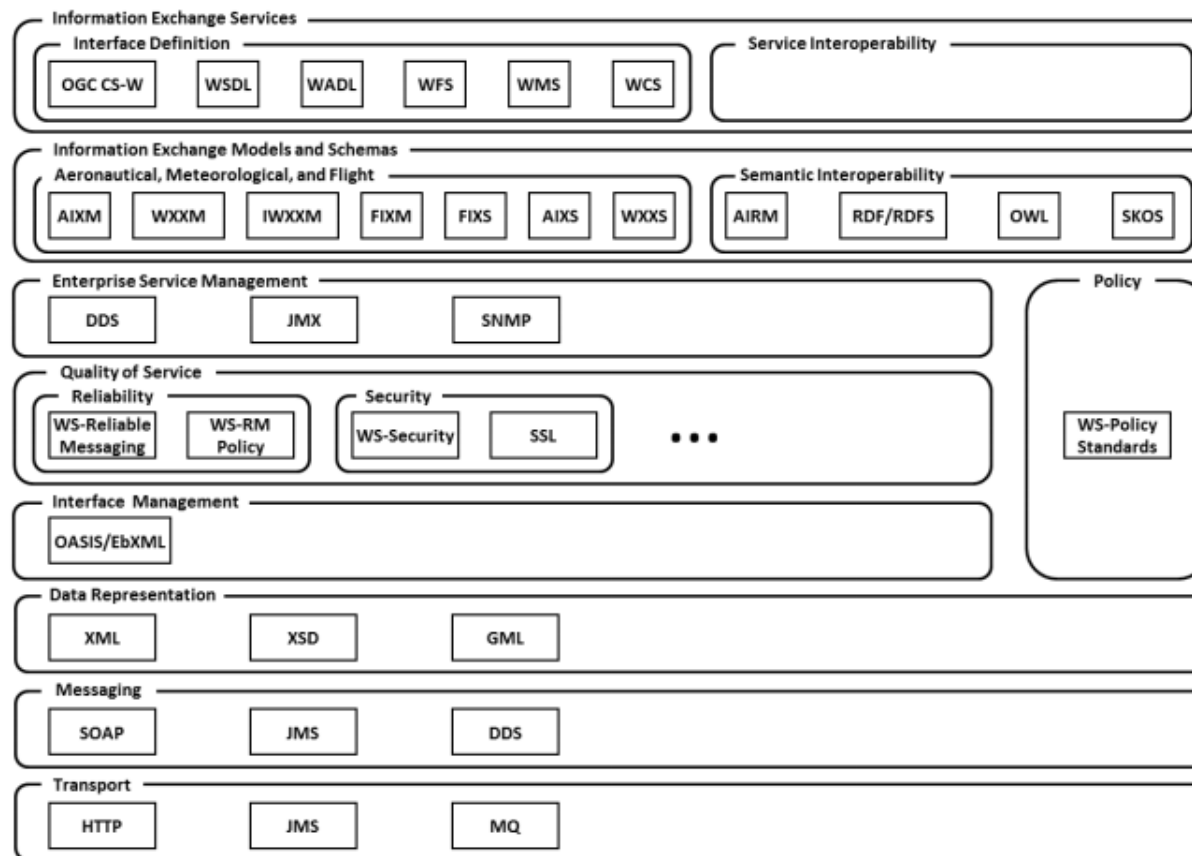 Information Exchange Services
Interface Definition
Service Interoperability
OGC CS-W
WSDL
WADL
WFS
WMS
WCS
Information Exchange Models and Schemas
Aeronautical, Meteorological, and Flight
Semantic Interoperability
AIXM
WXXM
IWXXM
FIXM
FIXS
AIXS
WXXS
AIRM
RDF/RDFS
OWL
SKOS
Enterprise Service Management
Policy
DDS
JMX
SNMP
Quality of Service
Reliability
Security
WS-Reliable
Messaging
WS-RM
Policy
WS-Security
SSL
•••
WS-Policy
Standards
Interface Management
OASIS/EbXML
Data Representation
XML
XSD
GML
Messaging
SOAP
JMS
DDS
Transport
HTTP
JMS
MQ